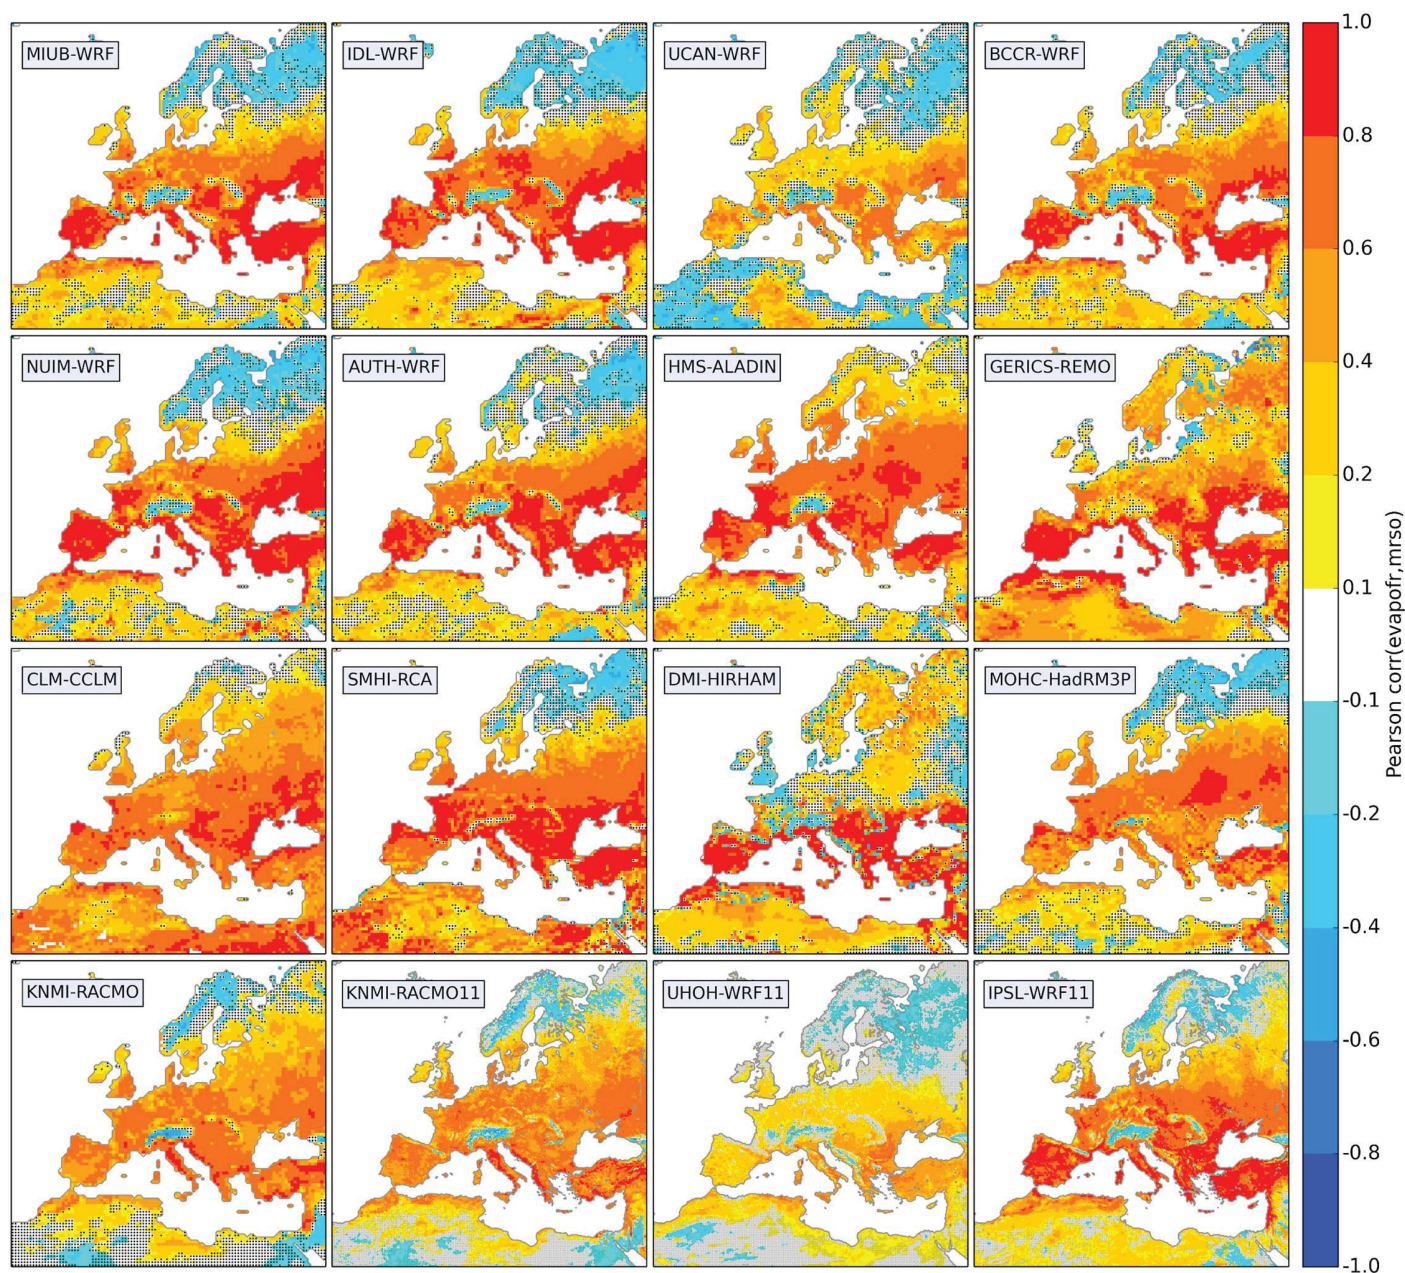 MIUB-WRF
IDL-WRF
UCAN-WRF
BCCR-WRF
NUIM-WRF
AUTH-WRF
HMS-ALADIN
GERICS-REMO
CLM-CCLM
SMHI-RCA
DMI-HIRHAM
MOHC-HadRM3P
KNMI-RACMO
KNMI-RACMO11
UHOH-WRF11
IPSL-WRF11
1.0
0.8
0.6
0.4
0.2
0.1
-0.1
-0.2
-0.4
-0.6
-0.8
-1.0
Pearson corr(evapofr,mrso)